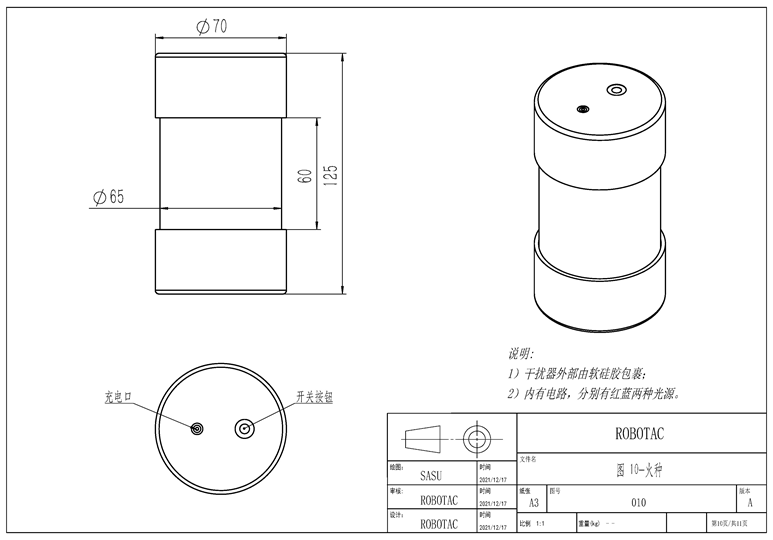 ∅70
60
125
∅65
说明:
1）干扰器外部由软硅胶包裹;
2）内有电路，分别有红蓝两种光源。
充电口
开关按钮
ROBOTAC
文件名
图 10-火种
绘图:
SASU
时间
2021/12/17
审核:
ROBOTAC
时间
2021/12/17
设计:
ROBOTAC
时间
2021/12/17
纸张
A3
图号
010
版本
A
比例 1:1
重量(kg) --
第10页/共11页